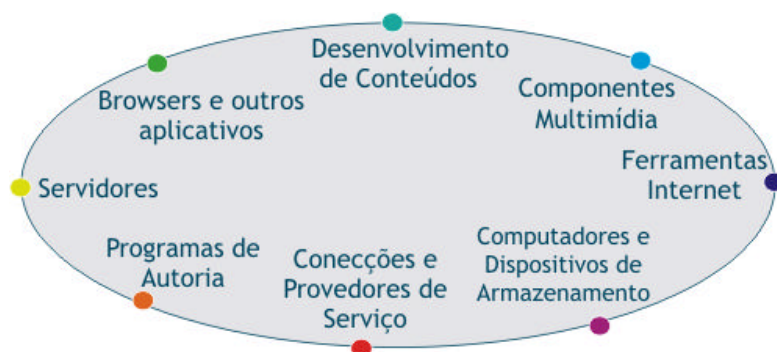 Desenvolvimento
de Conteúdos
Browsers e outros
aplicativos
Componentes
Multimídia
Ferramentas
Internet
Servidores
Programas de
Autoria
Conecções e
Provedores de
Serviço
Computadores e
Dispositivos de
Armazenamento